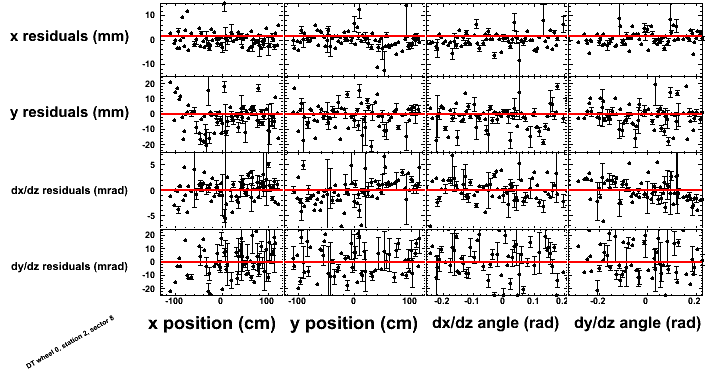 x residuals (mm)
10
0
-10
y residuals (mm)
20
10
0
-10
-20
dx/dz residuals (mrad)
5
0
-5
dy/dz residuals (mrad)
20
10
0
-10
-20
-100 0 100 -100 0 100 -0.2 -0.1 0 0.1 0.2 -0.2 0 0.2
x position (cm) y position (cm) dx/dz angle (rad) dy/dz angle (rad)
DT wheel 0, station 2, sector 8